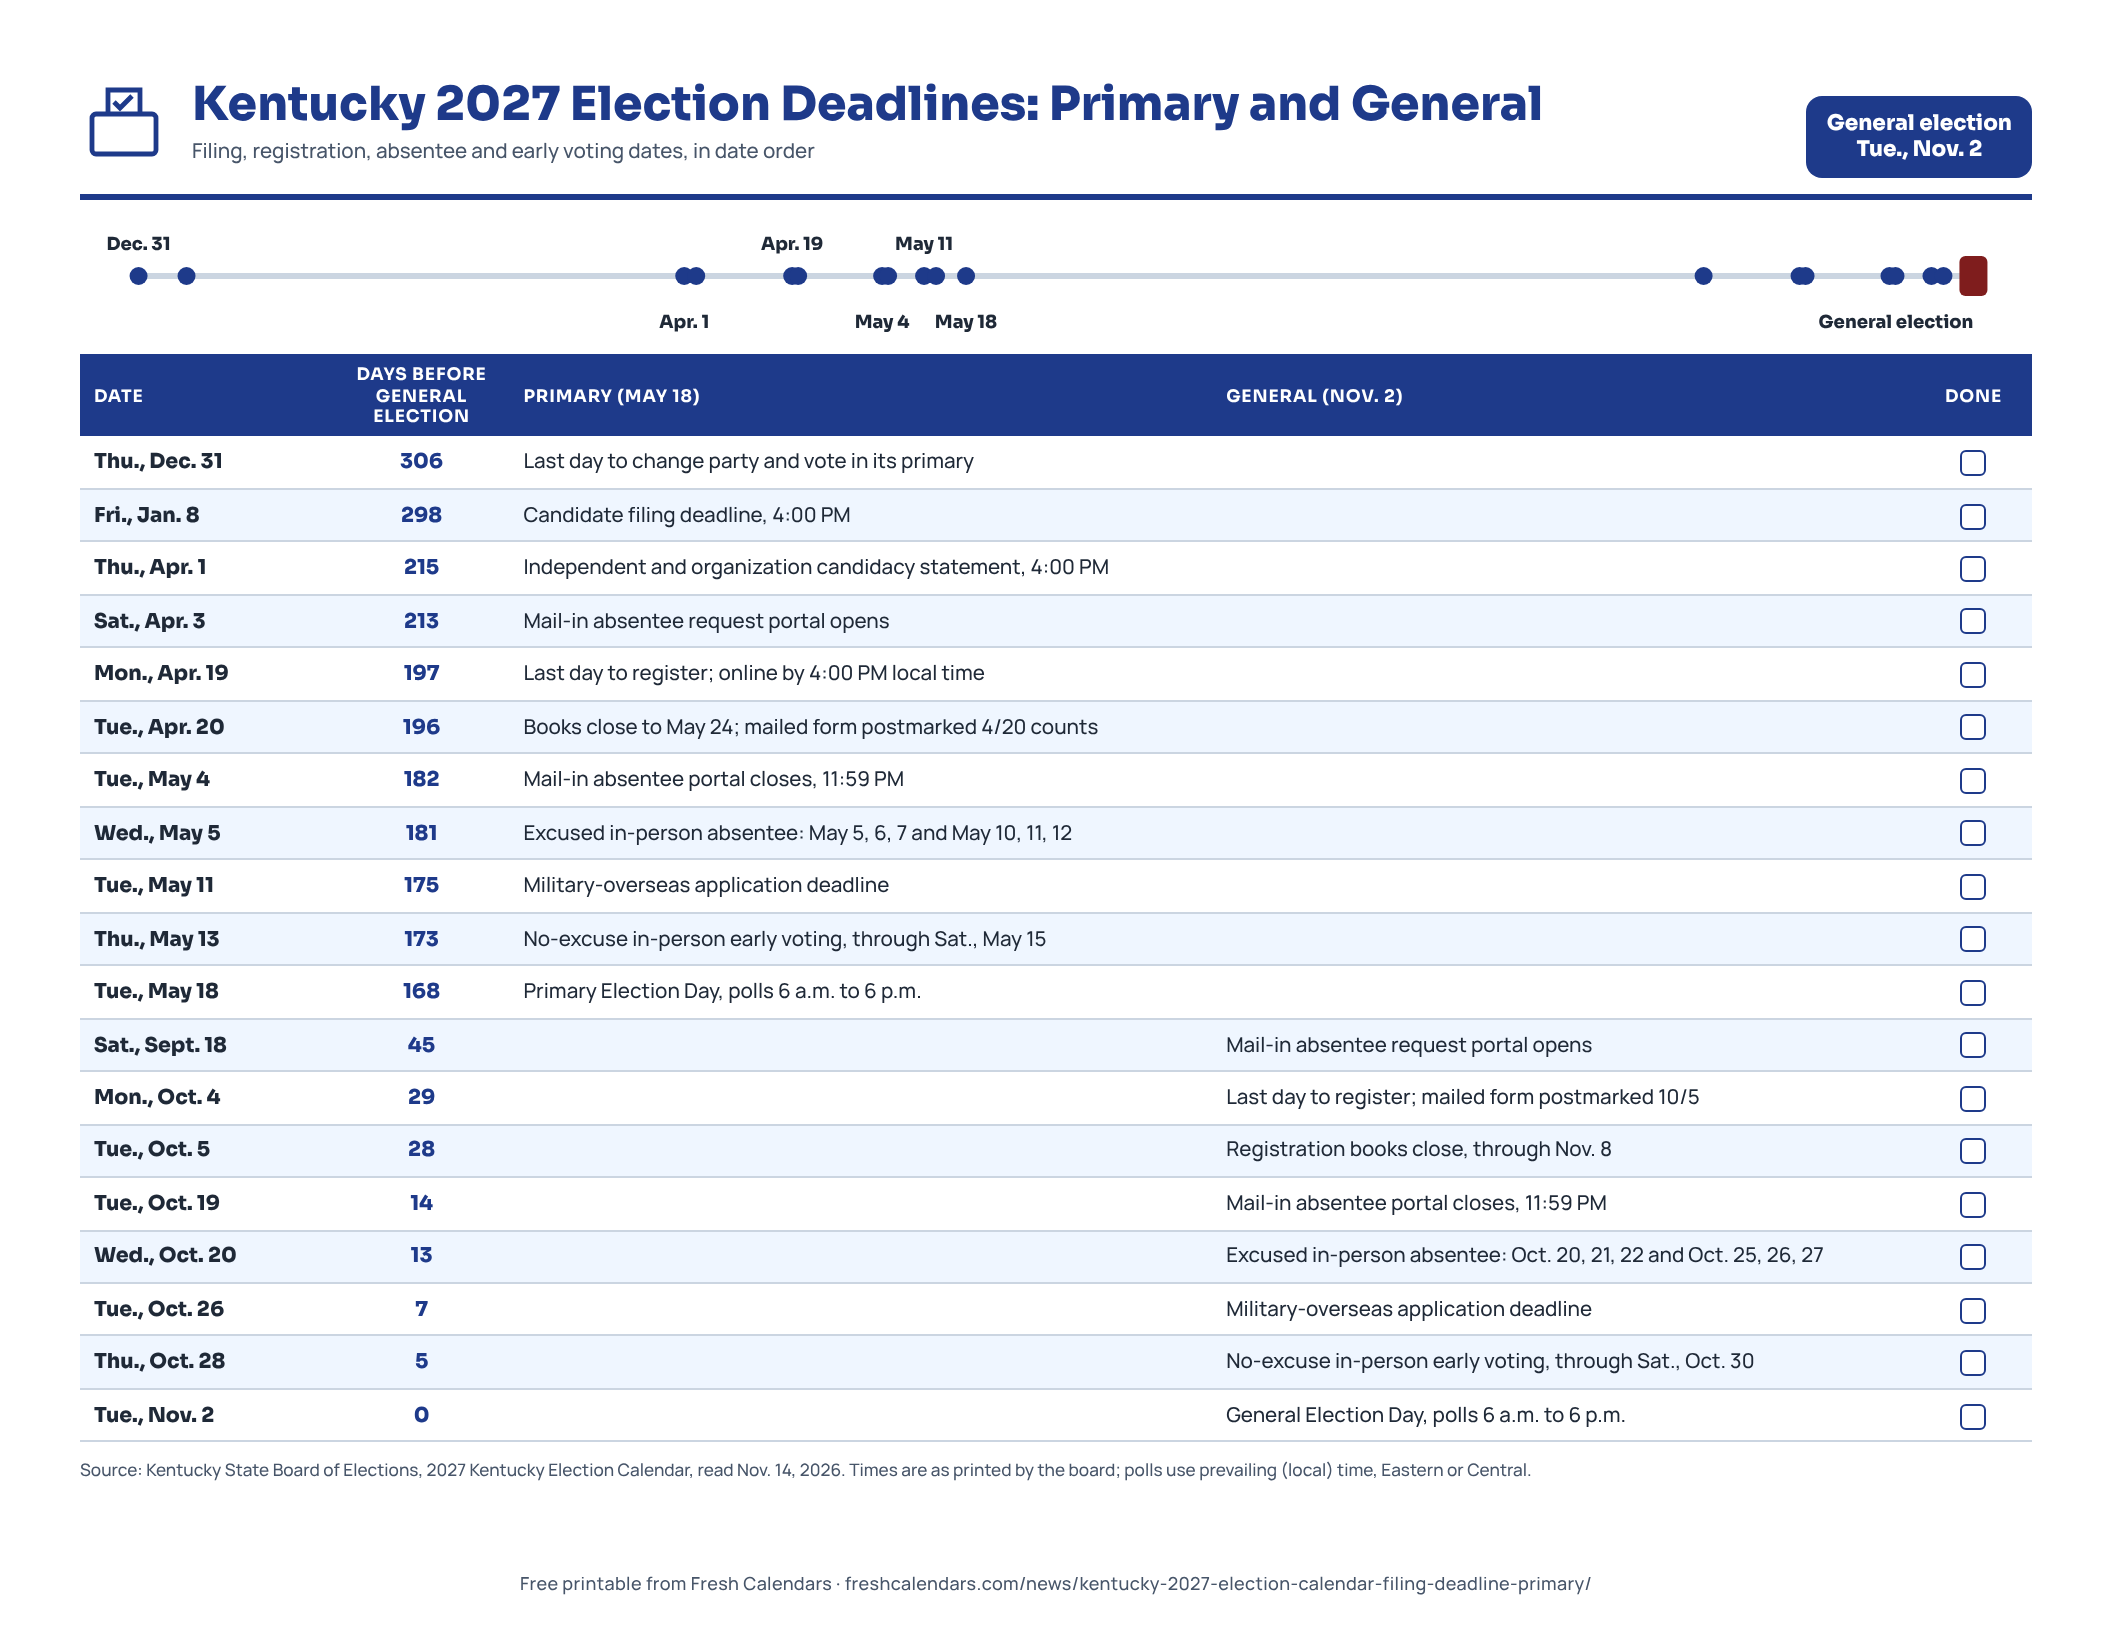 Kentucky 2027 Election Deadlines: Primary and General
Filing, registration, absentee and early voting dates, in date order
General election
Tue., Nov. 2
Dec. 31
Apr. 19
May 11
Apr. 1
May 4
May 18
General election
DATE
DAYS BEFORE
GENERAL
ELECTION
PRIMARY (MAY 18)
GENERAL (NOV. 2)
DONE
Thu., Dec. 31 306 Last day to change party and vote in its primary
Fri., Jan. 8 298 Candidate filing deadline, 4:00 PM
Thu., Apr. 1 215 Independent and organization candidacy statement, 4:00 PM
Sat., Apr. 3 213 Mail-in absentee request portal opens
Mon., Apr. 19 197 Last day to register; online by 4:00 PM local time
Tue., Apr. 20 196 Books close to May 24; mailed form postmarked 4/20 counts
Tue., May 4 182 Mail-in absentee portal closes, 11:59 PM
Wed., May 5 181 Excused in-person absentee: May 5, 6, 7 and May 10, 11, 12
Tue., May 11 175 Military-overseas application deadline
Thu., May 13 173 No-excuse in-person early voting, through Sat., May 15
Tue., May 18 168 Primary Election Day, polls 6 a.m. to 6 p.m.
Sat., Sept. 18 45 Mail-in absentee request portal opens
Mon., Oct. 4 29 Last day to register; mailed form postmarked 10/5
Tue., Oct. 5 28 Registration books close, through Nov. 8
Tue., Oct. 19 14 Mail-in absentee portal closes, 11:59 PM
Wed., Oct. 20 13 Excused in-person absentee: Oct. 20, 21, 22 and Oct. 25, 26, 27
Tue., Oct. 26 7 Military-overseas application deadline
Thu., Oct. 28 5 No-excuse in-person early voting, through Sat., Oct. 30
Tue., Nov. 2 0 General Election Day, polls 6 a.m. to 6 p.m.
Source: Kentucky State Board of Elections, 2027 Kentucky Election Calendar, read Nov. 14, 2026. Times are as printed by the board; polls use prevailing (local) time, Eastern or Central.
Free printable from Fresh Calendars · freshcalendars.com/news/kentucky-2027-election-calendar-filing-deadline-primary/